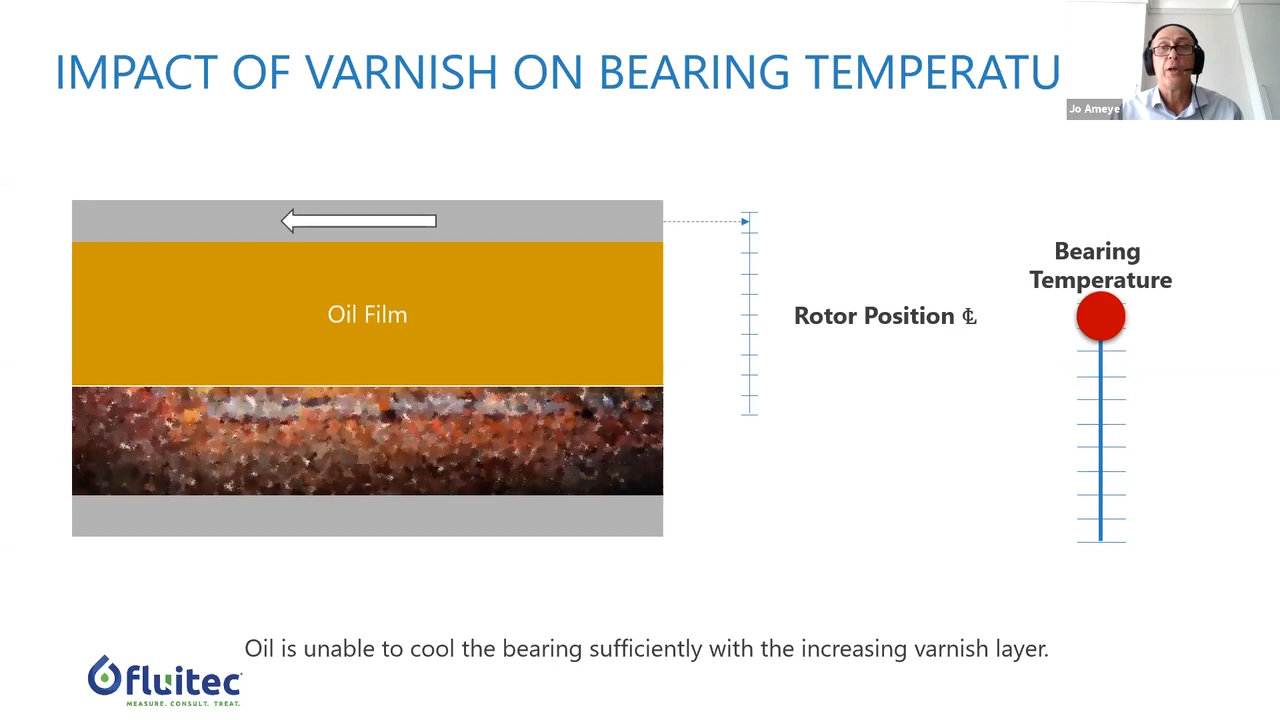 IMPACT OF VARNISH ON BEARING TEMPERATU
Jo Ameye
Oil Film
Rotor Position ℄
Bearing
Temperature
Oil is unable to cool the bearing sufficiently with the increasing varnish layer.
fluitec
MEASURE. CONSULT. TREAT.